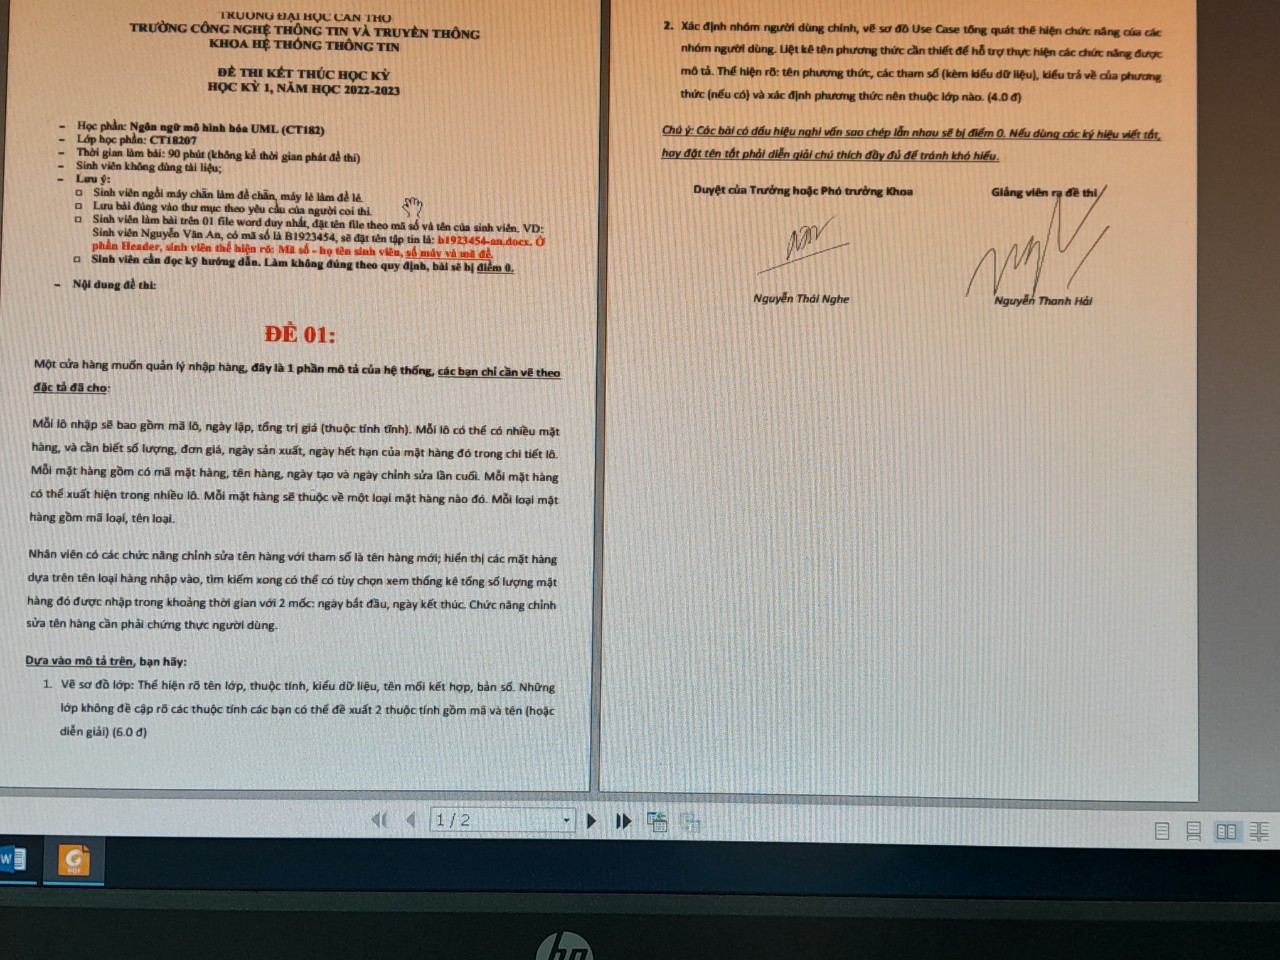 TRƯỜNG ĐẠI HỌC CẦN THƠ
TRƯỜNG CÔNG NGHỆ THÔNG TIN VÀ TRUYỀN THÔNG
KHOA HỆ THỐNG THÔNG TIN
ĐỀ THI KẾT THÚC HỌC KỲ
HỌC KỲ 1, NĂM HỌC 2022-2023
- Học phần: Ngôn ngữ mô hình hóa UML (CT182)
- Lớp học phần: CT18207
- Thời gian làm bài: 90 phút (không kể thời gian phát đề thi)
- Sinh viên không dùng tài liệu;
- Lưu ý:
□ Sinh viên ngồi máy chẵn làm đề chẵn, máy lẻ làm đề lẻ.
□ Lưu bài đúng vào thư mục theo yêu cầu của người coi thi.
□ Sinh viên làm bài trên 01 file word duy nhất, đặt tên file theo mã số và tên của sinh viên. VD:
Sinh viên Nguyễn Văn An, có mã số là B1923454, sẽ đặt tên tập tin là: b1923454-an.docx. Ở
phần Header, sinh viên thể hiện rõ: Mã số - họ tên sinh viên, số máy và mã đề.
□ Sinh viên cần đọc kỹ hướng dẫn. Làm không đúng theo quy định, bài sẽ bị điểm 0.
- Nội dung đề thi:
ĐỀ 01:
Một cửa hàng muốn quản lý nhập hàng, đây là 1 phần mô tả của hệ thống, các bạn chỉ cần vẽ theo
đặc tả đã cho:
Mỗi lô nhập sẽ bao gồm mã lô, ngày lập, tổng trị giá (thuộc tính tĩnh). Mỗi lô có thể có nhiều mặt
hàng, và cần biết số lượng, đơn giá, ngày sản xuất, ngày hết hạn của mặt hàng đó trong chi tiết lô.
Mỗi mặt hàng gồm có mã mặt hàng, tên hàng, ngày tạo và ngày chỉnh sửa lần cuối. Mỗi mặt hàng
có thể xuất hiện trong nhiều lô. Mỗi mặt hàng sẽ thuộc về một loại mặt hàng nào đó. Mỗi loại mặt
hàng gồm mã loại, tên loại.
Nhân viên có các chức năng chỉnh sửa tên hàng với tham số là tên hàng mới; hiển thị các mặt hàng
dựa trên tên loại hàng nhập vào, tìm kiếm xong có thể có tùy chọn xem thống kê tổng số lượng mặt
hàng đó được nhập trong khoảng thời gian với 2 mốc: ngày bắt đầu, ngày kết thúc. Chức năng chỉnh
sửa tên hàng cần phải chứng thực người dùng.
Dựa vào mô tả trên, bạn hãy:
1. Vẽ sơ đồ lớp: Thể hiện rõ tên lớp, thuộc tính, kiểu dữ liệu, tên mối kết hợp, bản số. Những
lớp không đề cập rõ các thuộc tính các bạn có thể đề xuất 2 thuộc tính gồm mã và tên (hoặc
diễn giải) (6.0 đ)
2. Xác định nhóm người dùng chính, vẽ sơ đồ Use Case tổng quát thể hiện chức năng của các
nhóm người dùng. Liệt kê tên phương thức cần thiết để hỗ trợ thực hiện các chức năng được
mô tả. Thể hiện rõ: tên phương thức, các tham số (kèm kiểu dữ liệu), kiểu trả về của phương
thức (nếu có) và xác định phương thức nên thuộc lớp nào. (4.0 đ)
Chú ý: Các bài có dấu hiệu nghi vấn sao chép lẫn nhau sẽ bị điểm 0. Nếu dùng các ký hiệu viết tắt,
hay đặt tên tắt phải diễn giải chú thích đầy đủ để tránh khó hiểu.
Duyệt của Trưởng hoặc Phó trưởng Khoa
Giảng viên ra đề thi
Nguyễn Thái Nghe
Nguyễn Thanh Hải
1 / 2
W
G
PDF
hp